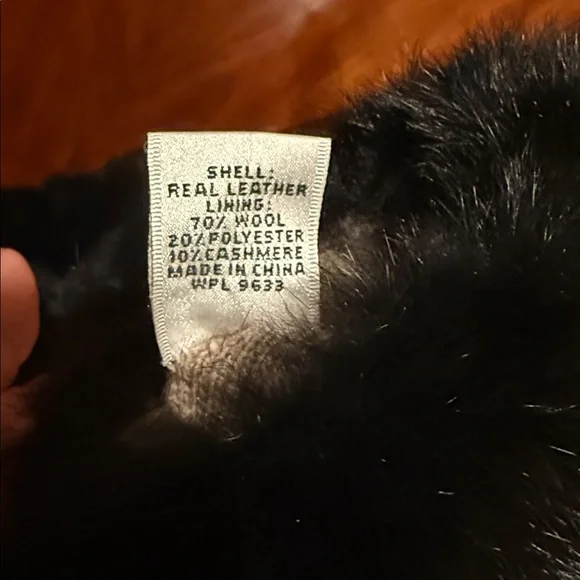 SHELL:
REAL LEATHER
LINING:
70% WOOL
20% POLYESTER
10% CASHMERE
MADE IN CHINA
WPL 9633